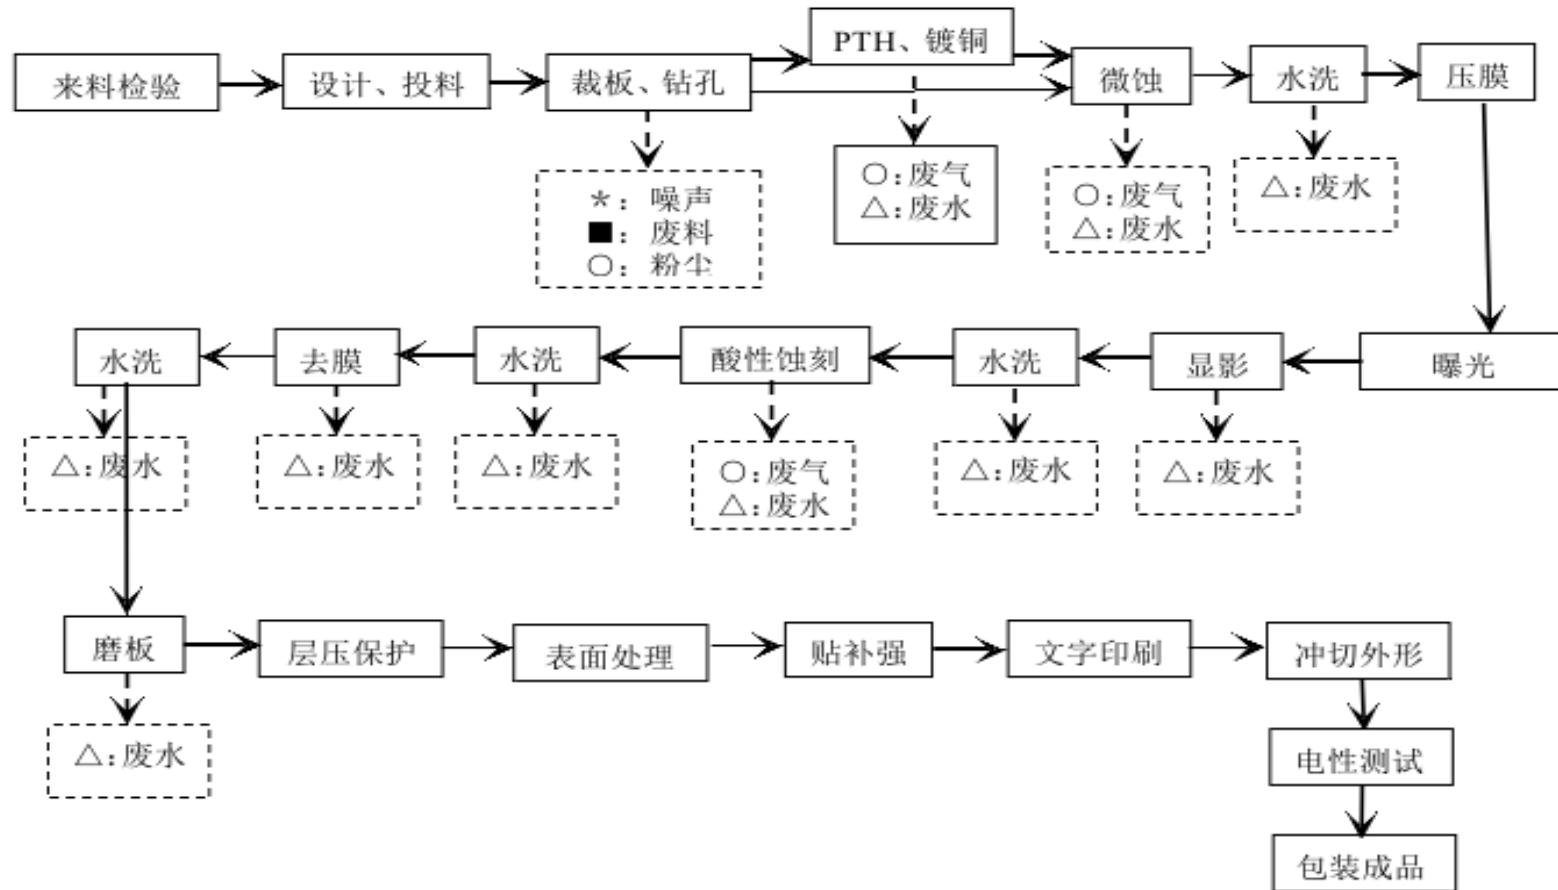 来料检验
设计、投料
裁板、钻孔
PTH、镀铜
微蚀
水洗
压膜
*: 噪声
■: 废料
○: 粉尘
○:废气
△:废水
○:废气
△:废水
△:废水
水洗
去膜
水洗
酸性蚀刻
水洗
显影
曝光
△:废水
△:废水
△:废水
○:废气
△:废水
△:废水
△:废水
磨板
层压保护
表面处理
贴补强
文字印刷
冲切外形
△:废水
电性测试
包装成品